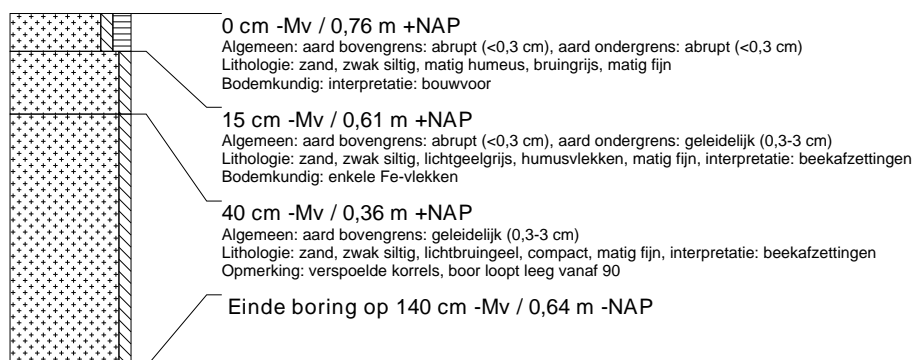 0 cm -Mv / 0,76 m +NAP
Algemeen: aard bovengrens: abrupt (<0,3 cm), aard ondergrens: abrupt (<0,3 cm)
Lithologie: zand, zwak siltig, matig humeus, bruingrijs, matig fijn
Bodemkundig: interpretatie: bouwvoor
15 cm -Mv / 0,61 m +NAP
Algemeen: aard bovengrens: abrupt (<0,3 cm), aard ondergrens: geleidelijk (0,3-3 cm)
Lithologie: zand, zwak siltig, lichtgeelgrijs, humusvlekken, matig fijn, interpretatie: beekafzettingen
Bodemkundig: enkele Fe-vlekken
40 cm -Mv / 0,36 m +NAP
Algemeen: aard bovengrens: geleidelijk (0,3-3 cm)
Lithologie: zand, zwak siltig, lichtbruingeel, compact, matig fijn, interpretatie: beekafzettingen
Opmerking: verspoelde korrels, boor loopt leeg vanaf 90
Einde boring op 140 cm -Mv / 0,64 m -NAP